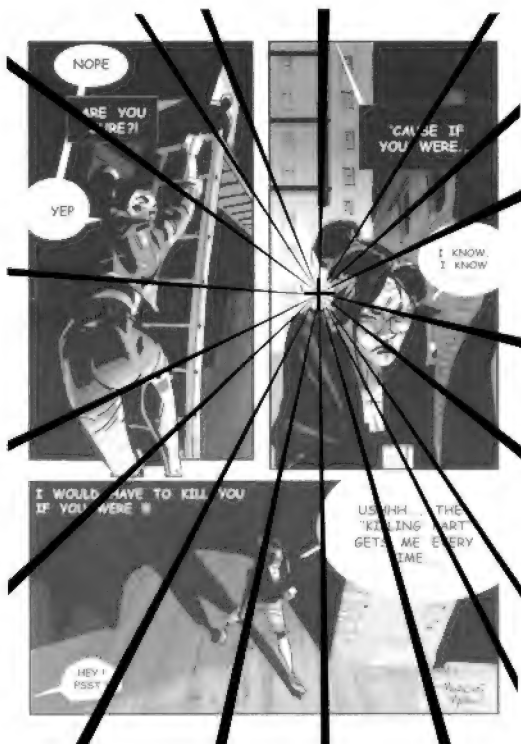 NOPE
ARE YOU
SURE?!
YEP
'CAUSE IF
YOU WERE..
I KNOW..
I KNOW
I WOULD HAVE TO KILL YOU
IF YOU WERE !!!
USHHH... THE
"KILLING PART"
GETS ME EVERY
TIME
HEY!
PSST